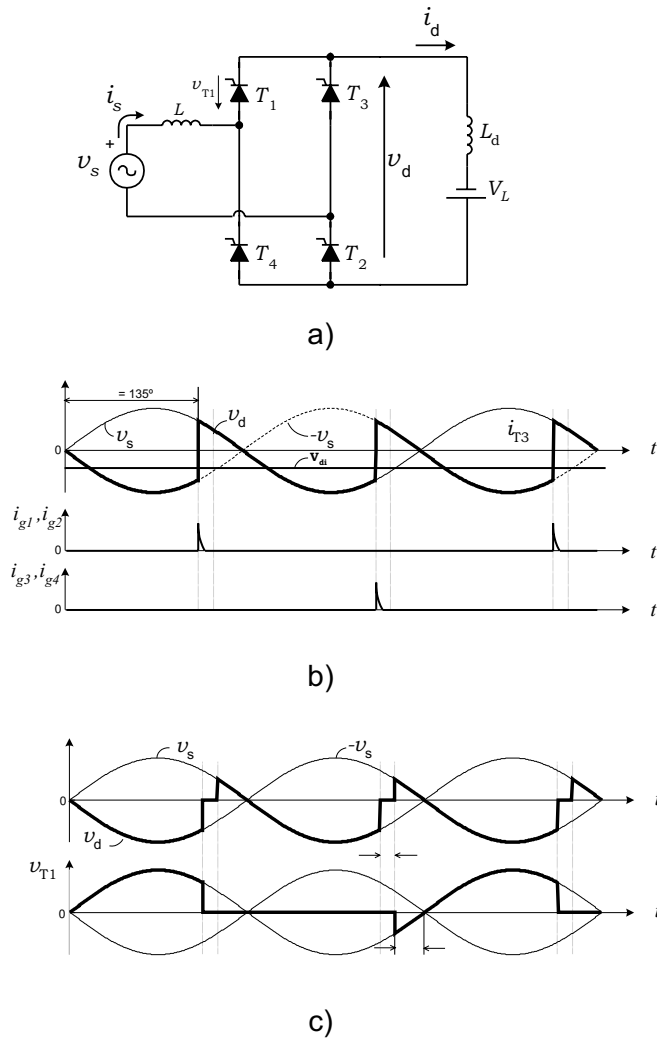 i_d
i_s
L
v_T1
T_1
T_3
+
v_s
v_d
L_d
V_L
T_4
T_2
a)
= 135º
v_s
v_d
-v_s
i_T3
0
v_di
t
i_g1, i_g2
0
t
i_g3, i_g4
0
t
b)
v_s
-v_s
0
v_d
t
v_T1
0
t
c)